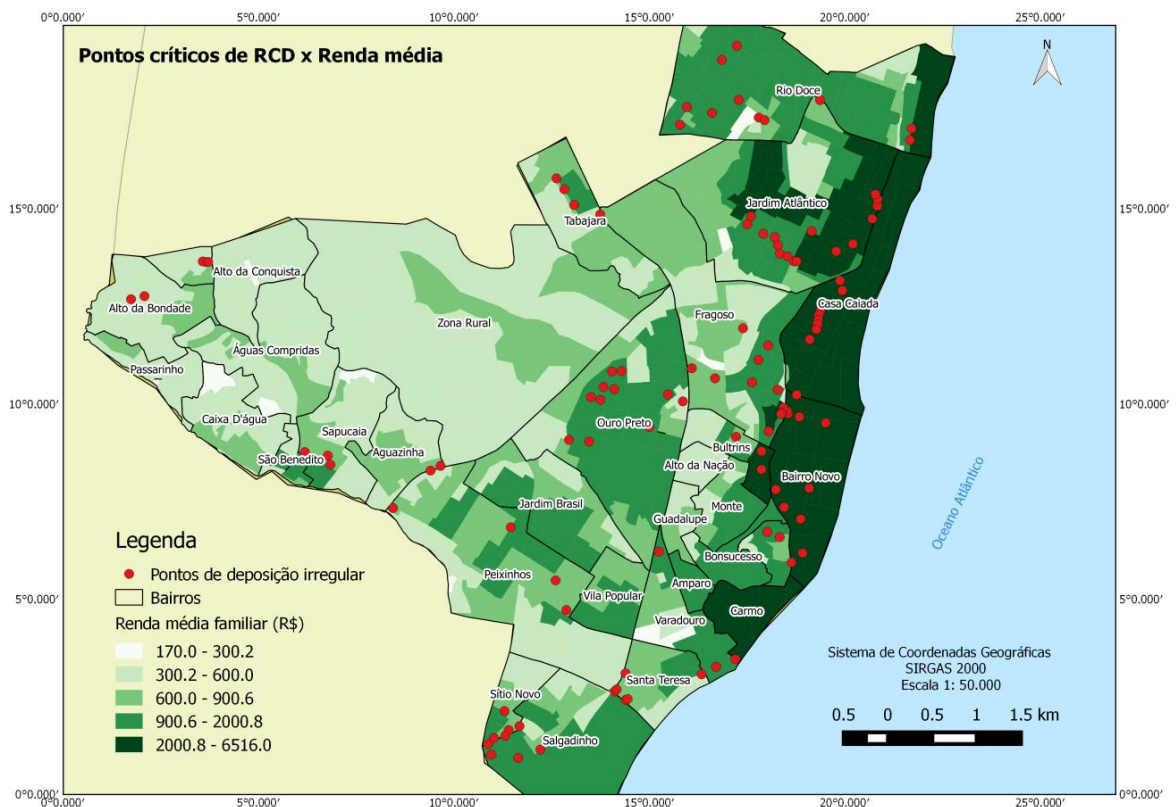 0°0.000' 5°0.000' 10°0.000' 15°0.000' 20°0.000' 25°0.000'
Pontos críticos de RCD x Renda média
N
Rio Doce
15°0.000' 15°0.000'
Jardim Atlântico
Tabajara
Alto da Conquista
Alto da Bondade
Casa Caiada
Fragoso
Zona Rural
Águas Compridas
Passarinho
10°0.000' 10°0.000'
Caixa D'água
Sapucaia
Ouro Preto
Bultrins
Aguazinha
São Benedito
Alto da Nação
Bairro Novo
Jardim Brasil
Monte
Guadalupe
Oceano Atlântico
Bonsucesso
Peixinhos
Amparo
Vila Popular
Carmo
Varadouro
5°0.000' 5°0.000'
Santa Teresa
Sítio Novo
Salgadinho
Legenda
Pontos de deposição irregular
Bairros
Renda média familiar (R$)
170.0 - 300.2
300.2 - 600.0
600.0 - 900.6
900.6 - 2000.8
2000.8 - 6516.0
Sistema de Coordenadas Geográficas
SIRGAS 2000
Escala 1: 50.000
0.5 0 0.5 1 1.5 km
0°0.000' 0°0.000'
0°0.000' 5°0.000' 10°0.000' 15°0.000' 20°0.000' 25°0.000'